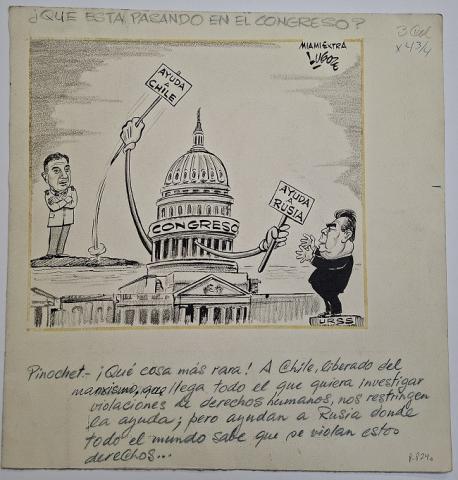 ¿QUE ESTA PASANDO EN EL CONGRESO?
3 Col
x 4 3/4
MIAMI EXTRA
LUGOZE
AYUDA
A
CHILE
AYUDA
A
RUSIA
CONGRESO
URSS
Pinochet.- ¡Qué cosa más rara! A Chile, liberado del
marxismo, que llega todo el que quiera investigar
violaciones de derechos humanos, nos restringen
la ayuda; pero ayudan a Rusia donde
todo el mundo sabe que se violan estos
derechos...